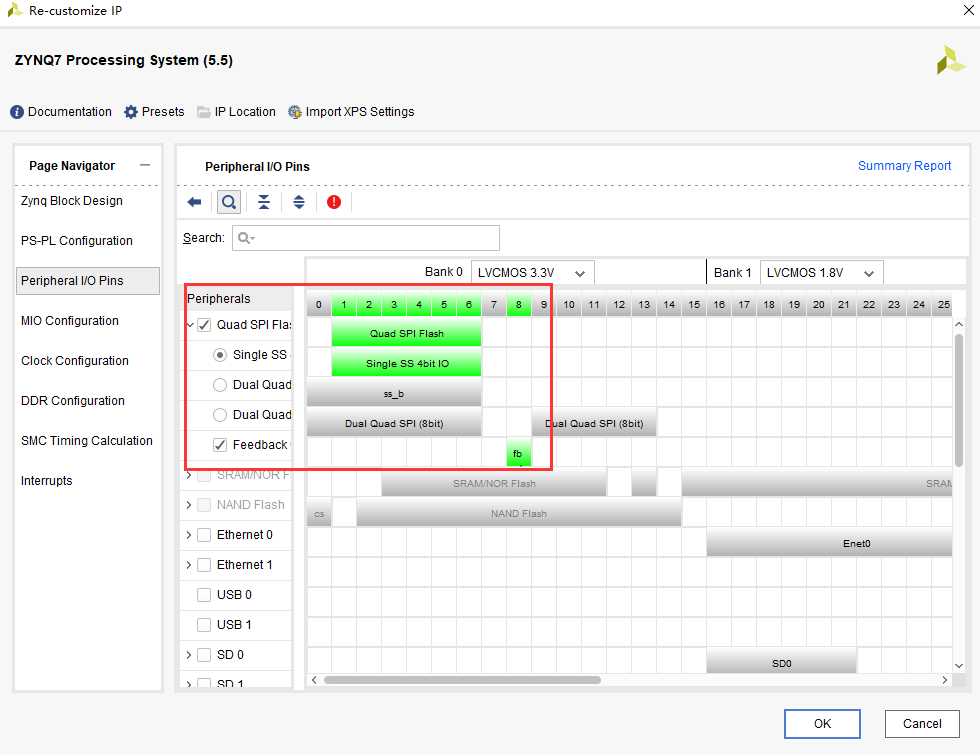 Re-customize IP
ZYNQ7 Processing System (5.5)
Documentation Presets IP Location Import XPS Settings
Page Navigator
Zynq Block Design
PS-PL Configuration
Peripheral I/O Pins
MIO Configuration
Clock Configuration
DDR Configuration
SMC Timing Calculation
Interrupts
Peripheral I/O Pins Summary Report
Search:
Bank 0 LVCMOS 3.3V Bank 1 LVCMOS 1.8V
Peripherals 0 1 2 3 4 5 6 7 8 9 10 11 12 13 14 15 16 17 18 19 20 21 22 23 24 25
Quad SPI Flas Quad SPI Flash
Single SS Single SS 4bit IO
Dual Quad ss_b
Dual Quad Dual Quad SPI (8bit) Dual Quad SPI (8bit)
Feedback fb
SRAM/NOR F SRAM/NOR Flash SRAM
NAND Flash cs NAND Flash
Ethernet 0 Enet0
Ethernet 1
USB 0
USB 1
SD 0 SD0
SD 1
OK Cancel